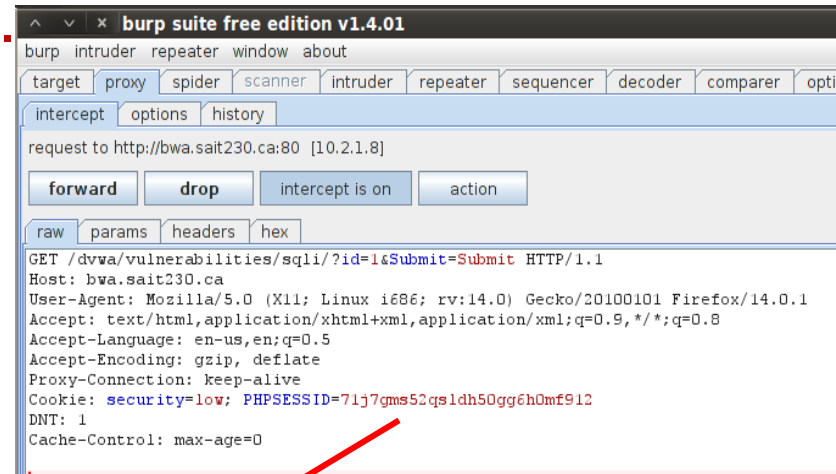 burp suite free edition v1.4.01
burp intruder repeater window about
target proxy spider scanner intruder repeater sequencer decoder comparer opti
intercept options history
request to http://bwa.sait230.ca:80 [10.2.1.8]
forward drop intercept is on action
raw params headers hex
GET /dvwa/vulnerabilities/sqli/?id=1&Submit=Submit HTTP/1.1
Host: bwa.sait230.ca
User-Agent: Mozilla/5.0 (X11; Linux i686; rv:14.0) Gecko/20100101 Firefox/14.0.1
Accept: text/html,application/xhtml+xml,application/xml;q=0.9,*/*;q=0.8
Accept-Language: en-us,en;q=0.5
Accept-Encoding: gzip, deflate
Proxy-Connection: keep-alive
Cookie: security=low; PHPSESSID=71j7gms52qsldh50gg6h0mf912
DNT: 1
Cache-Control: max-age=0